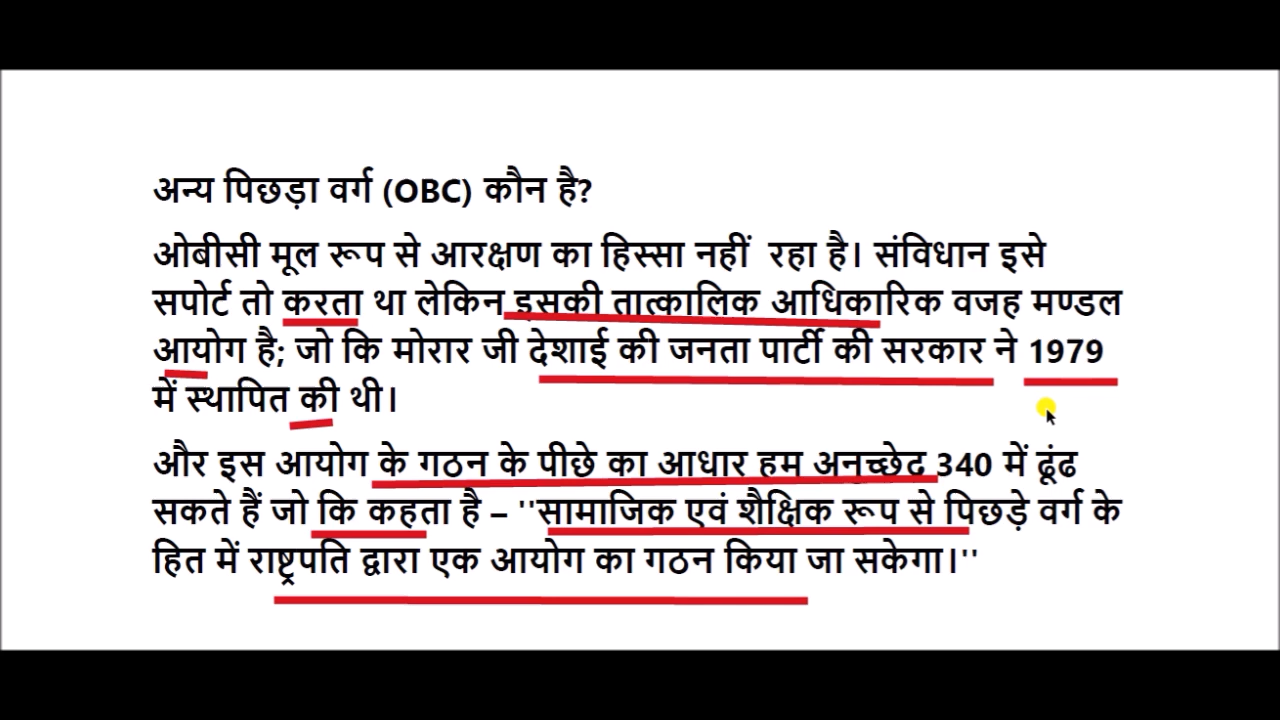 अन्य पिछड़ा वर्ग (OBC) कौन है?
ओबीसी मूल रूप से आरक्षण का हिस्सा नहीं रहा है। संविधान इसे
सपोर्ट तो करता था लेकिन इसकी तात्कालिक आधिकारिक वजह मण्डल
आयोग है; जो कि मोरार जी देशाई की जनता पार्टी की सरकार ने 1979
में स्थापित की थी।
और इस आयोग के गठन के पीछे का आधार हम अनुच्छेद 340 में ढूंढ
सकते हैं जो कि कहता है – ''सामाजिक एवं शैक्षिक रूप से पिछड़े वर्ग के
हित में राष्ट्रपति द्वारा एक आयोग का गठन किया जा सकेगा।''